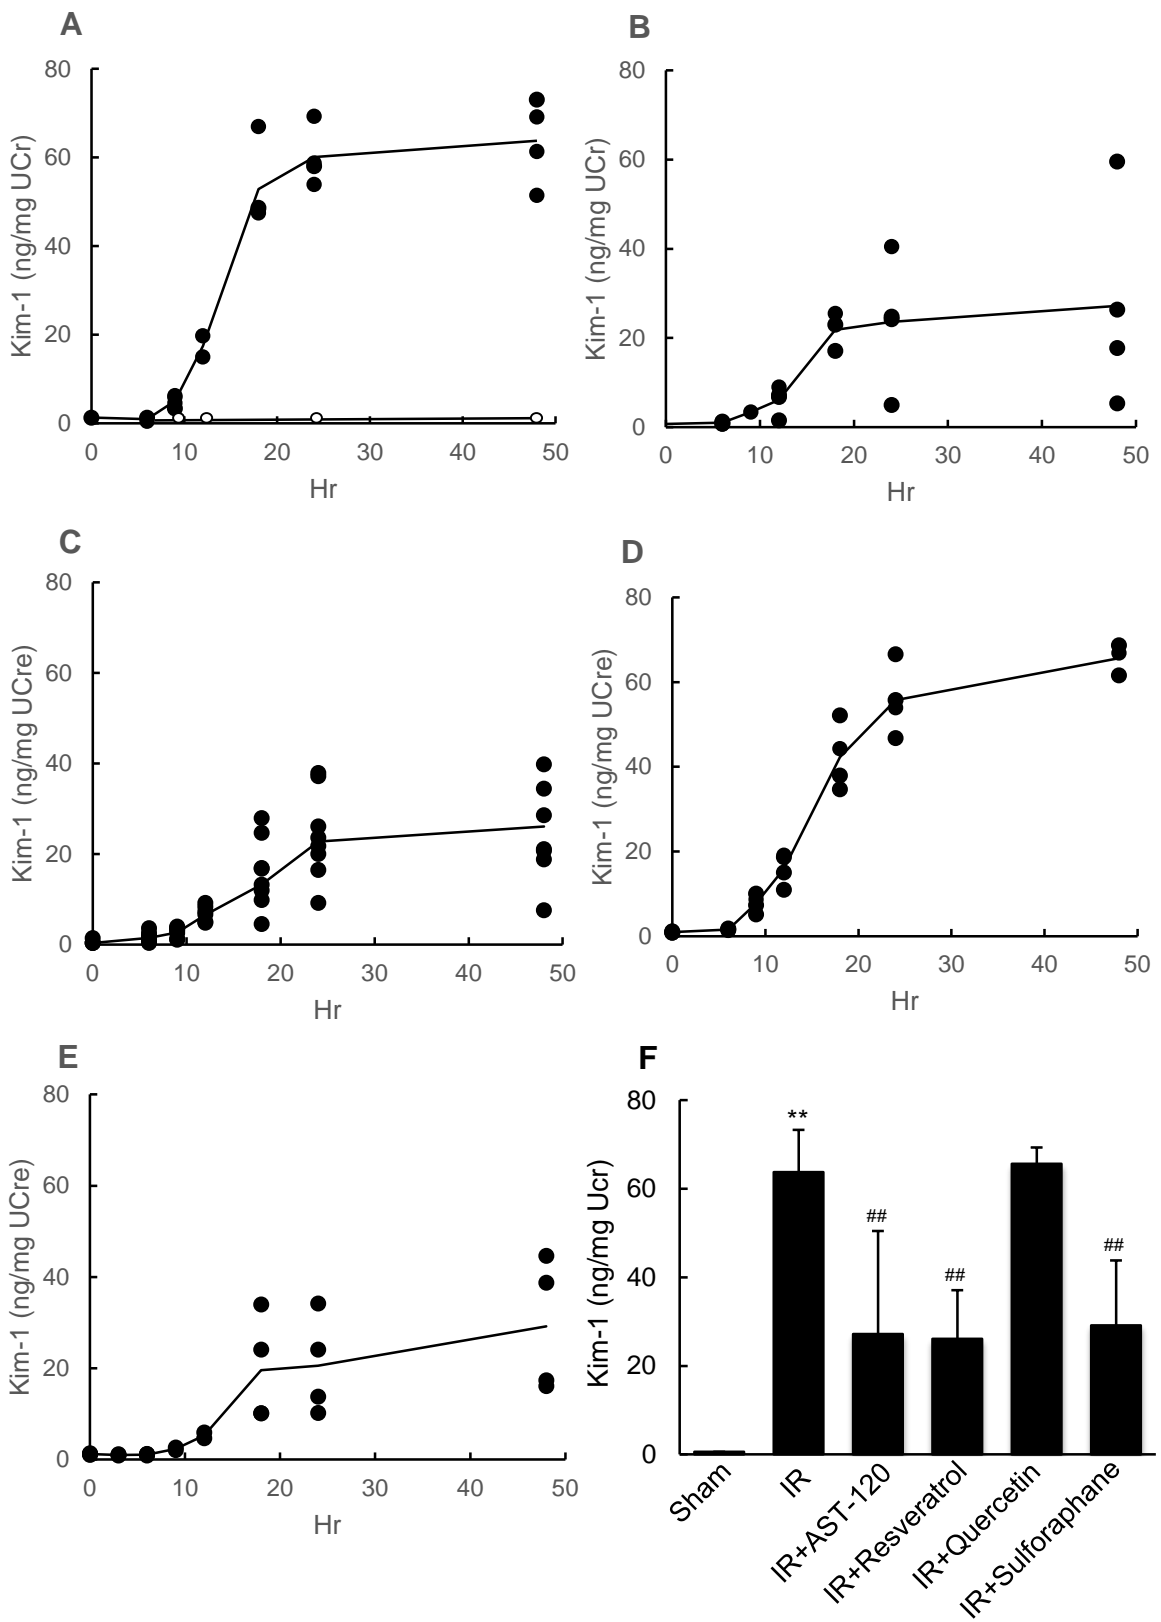 A
80
60
40
20
0
Kim-1 (ng/mg UCr)
0 10 20 30 40 50
Hr
B
80
60
40
20
0
Kim-1 (ng/mg UCr)
0 10 20 30 40 50
Hr
C
80
60
40
20
0
Kim-1 (ng/mg UCre)
0 10 20 30 40 50
Hr
D
80
60
40
20
0
Kim-1 (ng/mg UCre)
0 10 20 30 40 50
Hr
E
80
60
40
20
0
Kim-1 (ng/mg UCre)
0 10 20 30 40 50
Hr
F
80
60
40
20
0
Kim-1 (ng/mg Ucr)
**
##
##
##
Sham
IR
IR+AST-120
IR+Resveratrol
IR+Quercetin
IR+Sulforaphane